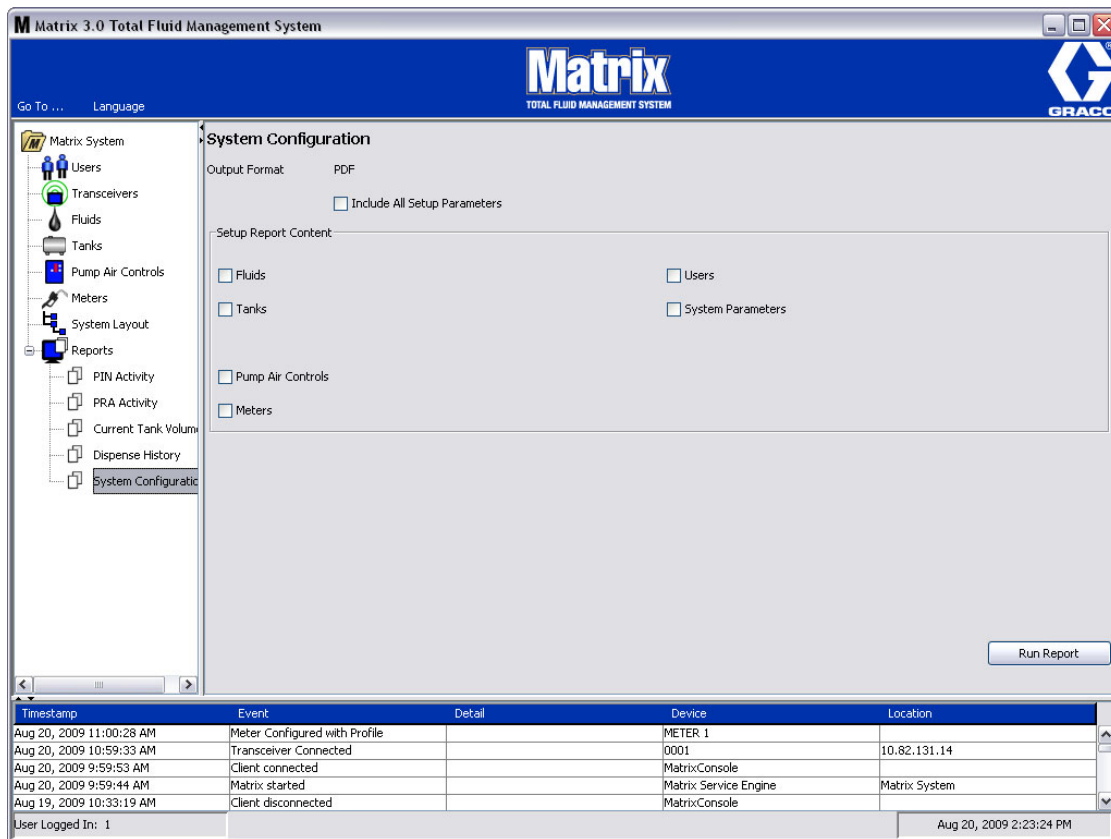 M Matrix 3.0 Total Fluid Management System
Matrix
TOTAL FLUID MANAGEMENT SYSTEM
G
®
GRACO
Go To ... Language
Matrix System
Users
Transceivers
Fluids
Tanks
Pump Air Controls
Meters
System Layout
Reports
PIN Activity
PRA Activity
Current Tank Volum
Dispense History
System Configuratic
System Configuration
Output Format PDF
Include All Setup Parameters
Setup Report Content
Fluids Users
Tanks System Parameters
Pump Air Controls
Meters
Run Report
Timestamp Event Detail Device Location
Aug 20, 2009 11:00:28 AM Meter Configured with Profile METER 1
Aug 20, 2009 10:59:33 AM Transceiver Connected 0001 10.82.131.14
Aug 20, 2009 9:59:53 AM Client connected MatrixConsole
Aug 20, 2009 9:59:44 AM Matrix started Matrix Service Engine Matrix System
Aug 19, 2009 10:33:19 AM Client disconnected MatrixConsole
User Logged In: 1 Aug 20, 2009 2:23:24 PM